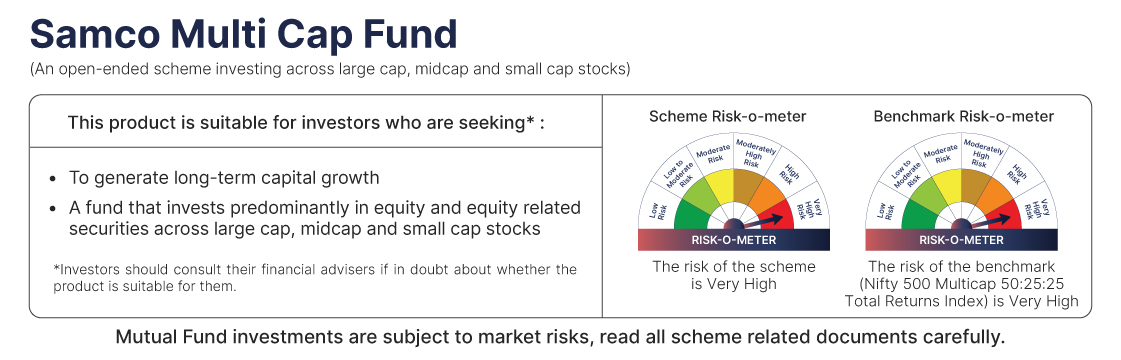 Samco Multi Cap Fund
(An open-ended scheme investing across large cap, midcap and small cap stocks)
This product is suitable for investors who are seeking* :
• To generate long-term capital growth
• A fund that invests predominantly in equity and equity related
securities across large cap, midcap and small cap stocks
*Investors should consult their financial advisers if in doubt about whether the
product is suitable for them.
Scheme Risk-o-meter
Low
Risk
Low to
Moderate
Risk
Moderate
Risk
Moderately
High
Risk
High
Risk
Very
High
Risk
RISK-O-METER
The risk of the scheme
is Very High
Benchmark Risk-o-meter
Low
Risk
Low to
Moderate
Risk
Moderate
Risk
Moderately
High
Risk
High
Risk
Very
High
Risk
RISK-O-METER
The risk of the benchmark
(Nifty 500 Multicap 50:25:25
Total Returns Index) is Very High
Mutual Fund investments are subject to market risks, read all scheme related documents carefully.